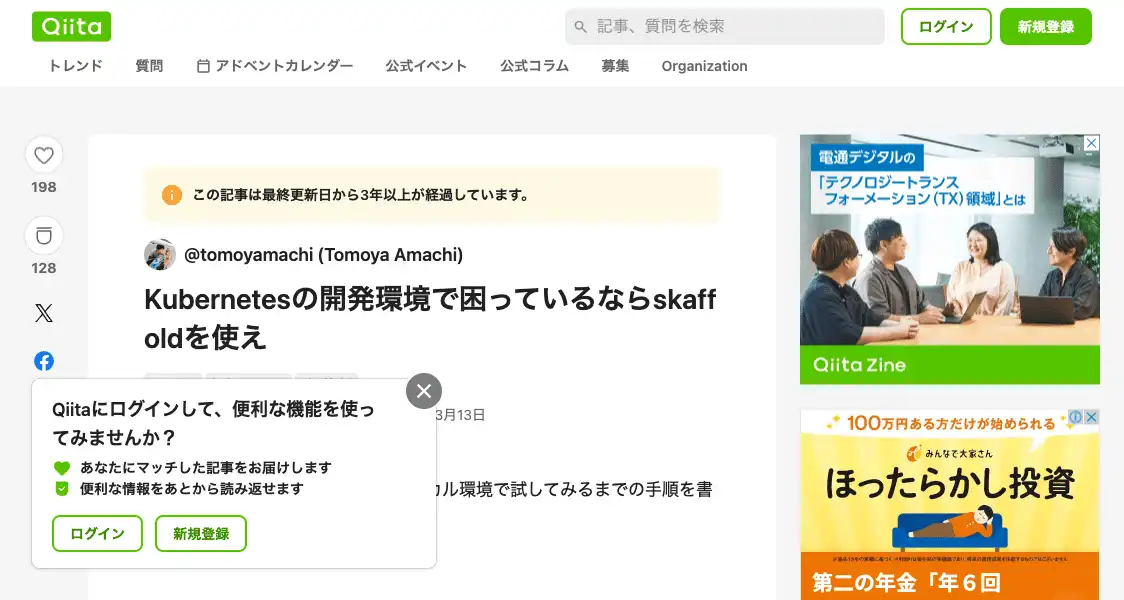 Qiita
記事、質問を検索
ログイン
新規登録
トレンド
質問
アドベントカレンダー
公式イベント
公式コラム
募集
Organization
198
128
この記事は最終更新日から3年以上が経過しています。
@tomoyamachi (Tomoya Amachi)
Kubernetesの開発環境で困っているならskaff
oldを使え
3月13日
カル環境で試してみるまでの手順を書
Qiitaにログインして、便利な機能を使っ
てみませんか？
あなたにマッチした記事をお届けします
便利な情報をあとから読み返せます
ログイン
新規登録
電通デジタルの
「テクノロジートランス
フォーメーション（TX）領域」とは
Qiita Zine
100万円ある方だけが始められる
みんなで大家さん
ほったらかし投資
第二の年金「年６回